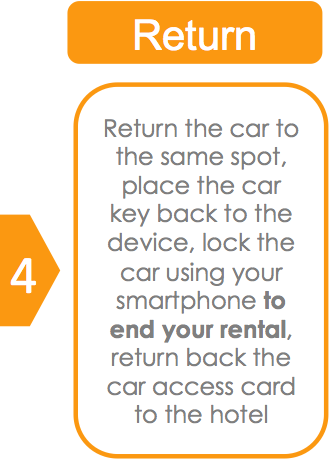 Return
Return the car to
the same spot,
place the car
key back to the
device, lock the
car using your
smartphone to
end your rental,
return back the
car access card
to the hotel
4